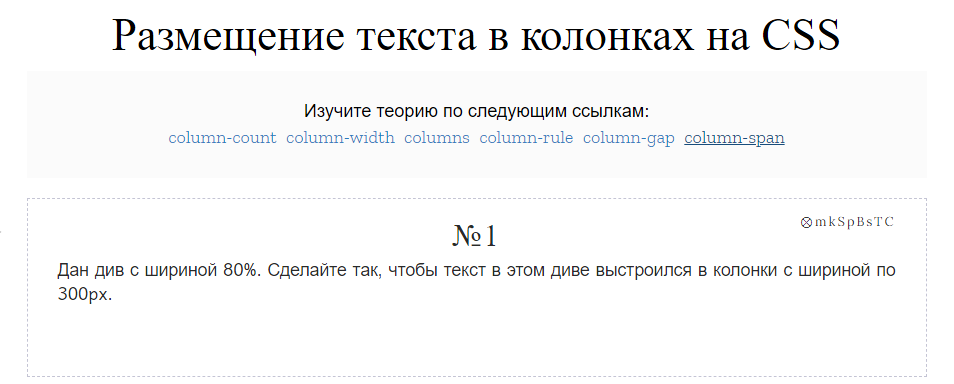 Размещение текста в колонках на CSS
Изучите теорию по следующим ссылкам:
column-count column-width columns column-rule column-gap column-span
⊗mkSpBsTC
№1
Дан див с шириной 80%. Сделайте так, чтобы текст в этом диве выстроился в колонки с шириной по
300px.